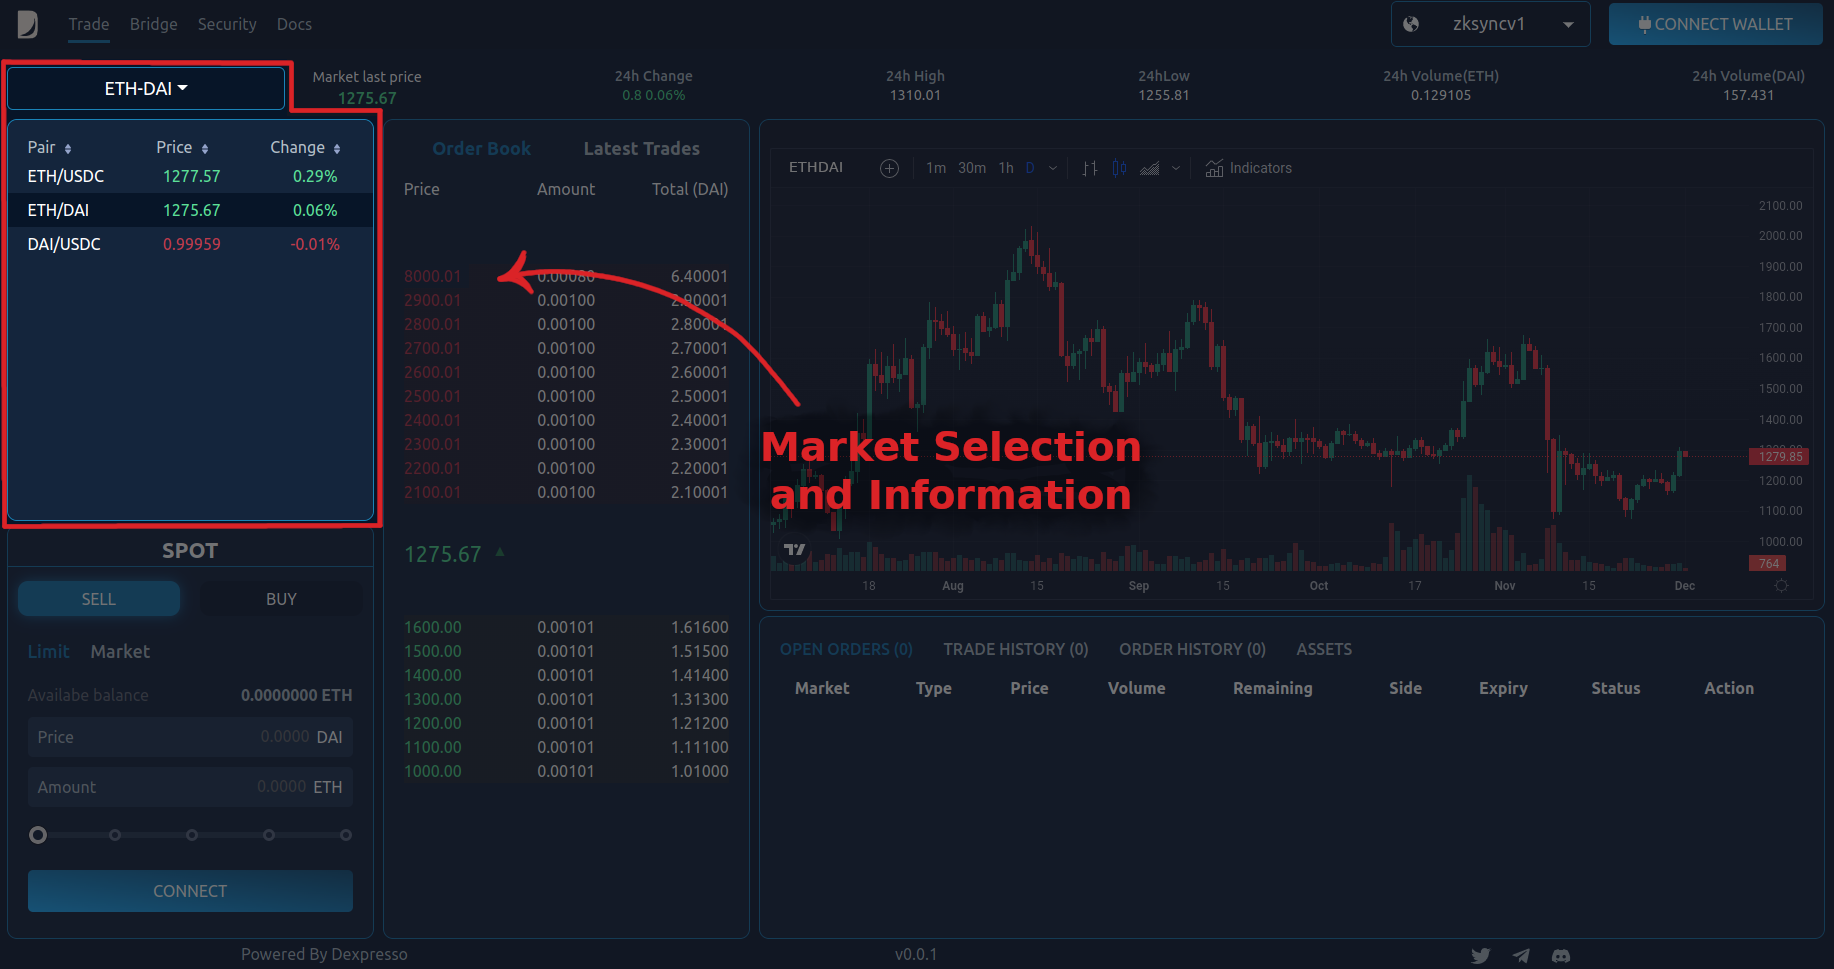 Trade Bridge Security Docs
zksyncv1
CONNECT WALLET
ETH-DAI
Market last price
1275.67
24h Change
0.8 0.06%
24h High
1310.01
24hLow
1255.81
24h Volume(ETH)
0.129105
24h Volume(DAI)
157.431
Pair Price Change
ETH/USDC 1277.57 0.29%
ETH/DAI 1275.67 0.06%
DAI/USDC 0.99959 -0.01%
SPOT
SELL BUY
Limit Market
Availabe balance 0.0000000 ETH
Price 0.0000 DAI
Amount 0.0000 ETH
CONNECT
Order Book Latest Trades
Price Amount Total (DAI)
8000.01 0.00080 6.40001
2900.01 0.00100 2.90001
2800.01 0.00100 2.80001
2700.01 0.00100 2.70001
2600.01 0.00100 2.60001
2500.01 0.00100 2.50001
2400.01 0.00100 2.40001
2300.01 0.00100 2.30001
2200.01 0.00100 2.20001
2100.01 0.00100 2.10001
1275.67
1600.00 0.00101 1.61600
1500.00 0.00101 1.51500
1400.00 0.00101 1.41400
1300.00 0.00101 1.31300
1200.00 0.00101 1.21200
1100.00 0.00101 1.11100
1000.00 0.00101 1.01000
ETHDAI 1m 30m 1h D Indicators
2100.00
2000.00
1900.00
1800.00
1700.00
1600.00
1500.00
1400.00
1300.00
1279.85
1200.00
1100.00
1000.00
764
Market Selection
and Information
18 Aug 15 Sep 15 Oct 17 Nov 15 Dec
OPEN ORDERS (0) TRADE HISTORY (0) ORDER HISTORY (0) ASSETS
Market Type Price Volume Remaining Side Expiry Status Action
Powered By Dexpresso
v0.0.1